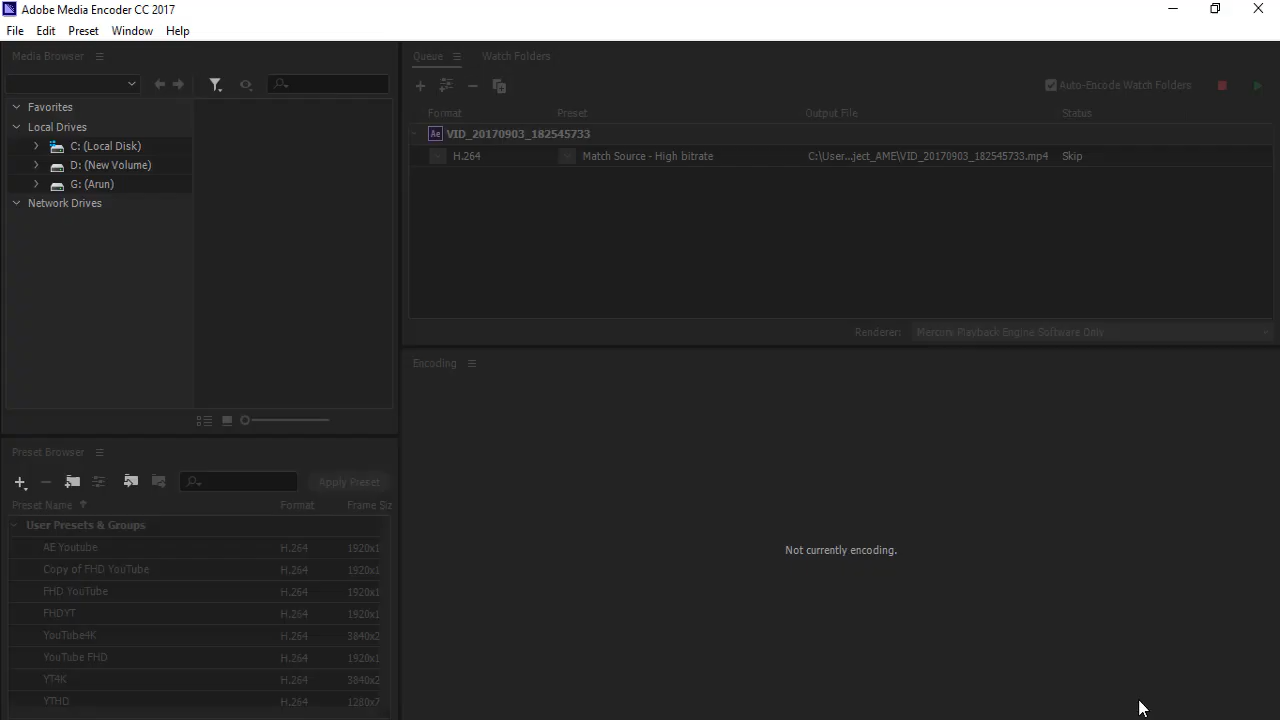 Adobe Media Encoder CC 2017
File Edit Preset Window Help
Media Browser
Favorites
Local Drives
C: (Local Disk)
D: (New Volume)
G: (Arun)
Network Drives
Queue Watch Folders
Auto-Encode Watch Folders
Format Preset Output File Status
Ae VID_20170903_182545733
H.264 Match Source - High bitrate C:\User...ject_AME\VID_20170903_182545733.mp4 Skip
Renderer: Mercury Playback Engine Software Only
Encoding
Not currently encoding.
Preset Browser
Apply Preset
Preset Name Format Frame Siz
User Presets & Groups
AE Youtube H.264 1920x1
Copy of FHD YouTube H.264 1920x1
FHD YouTube H.264 1920x1
FHDYT H.264 1920x1
YouTube4K H.264 3840x2
YouTube FHD H.264 1920x1
YT4K H.264 3840x2
YTHD H.264 1280x7